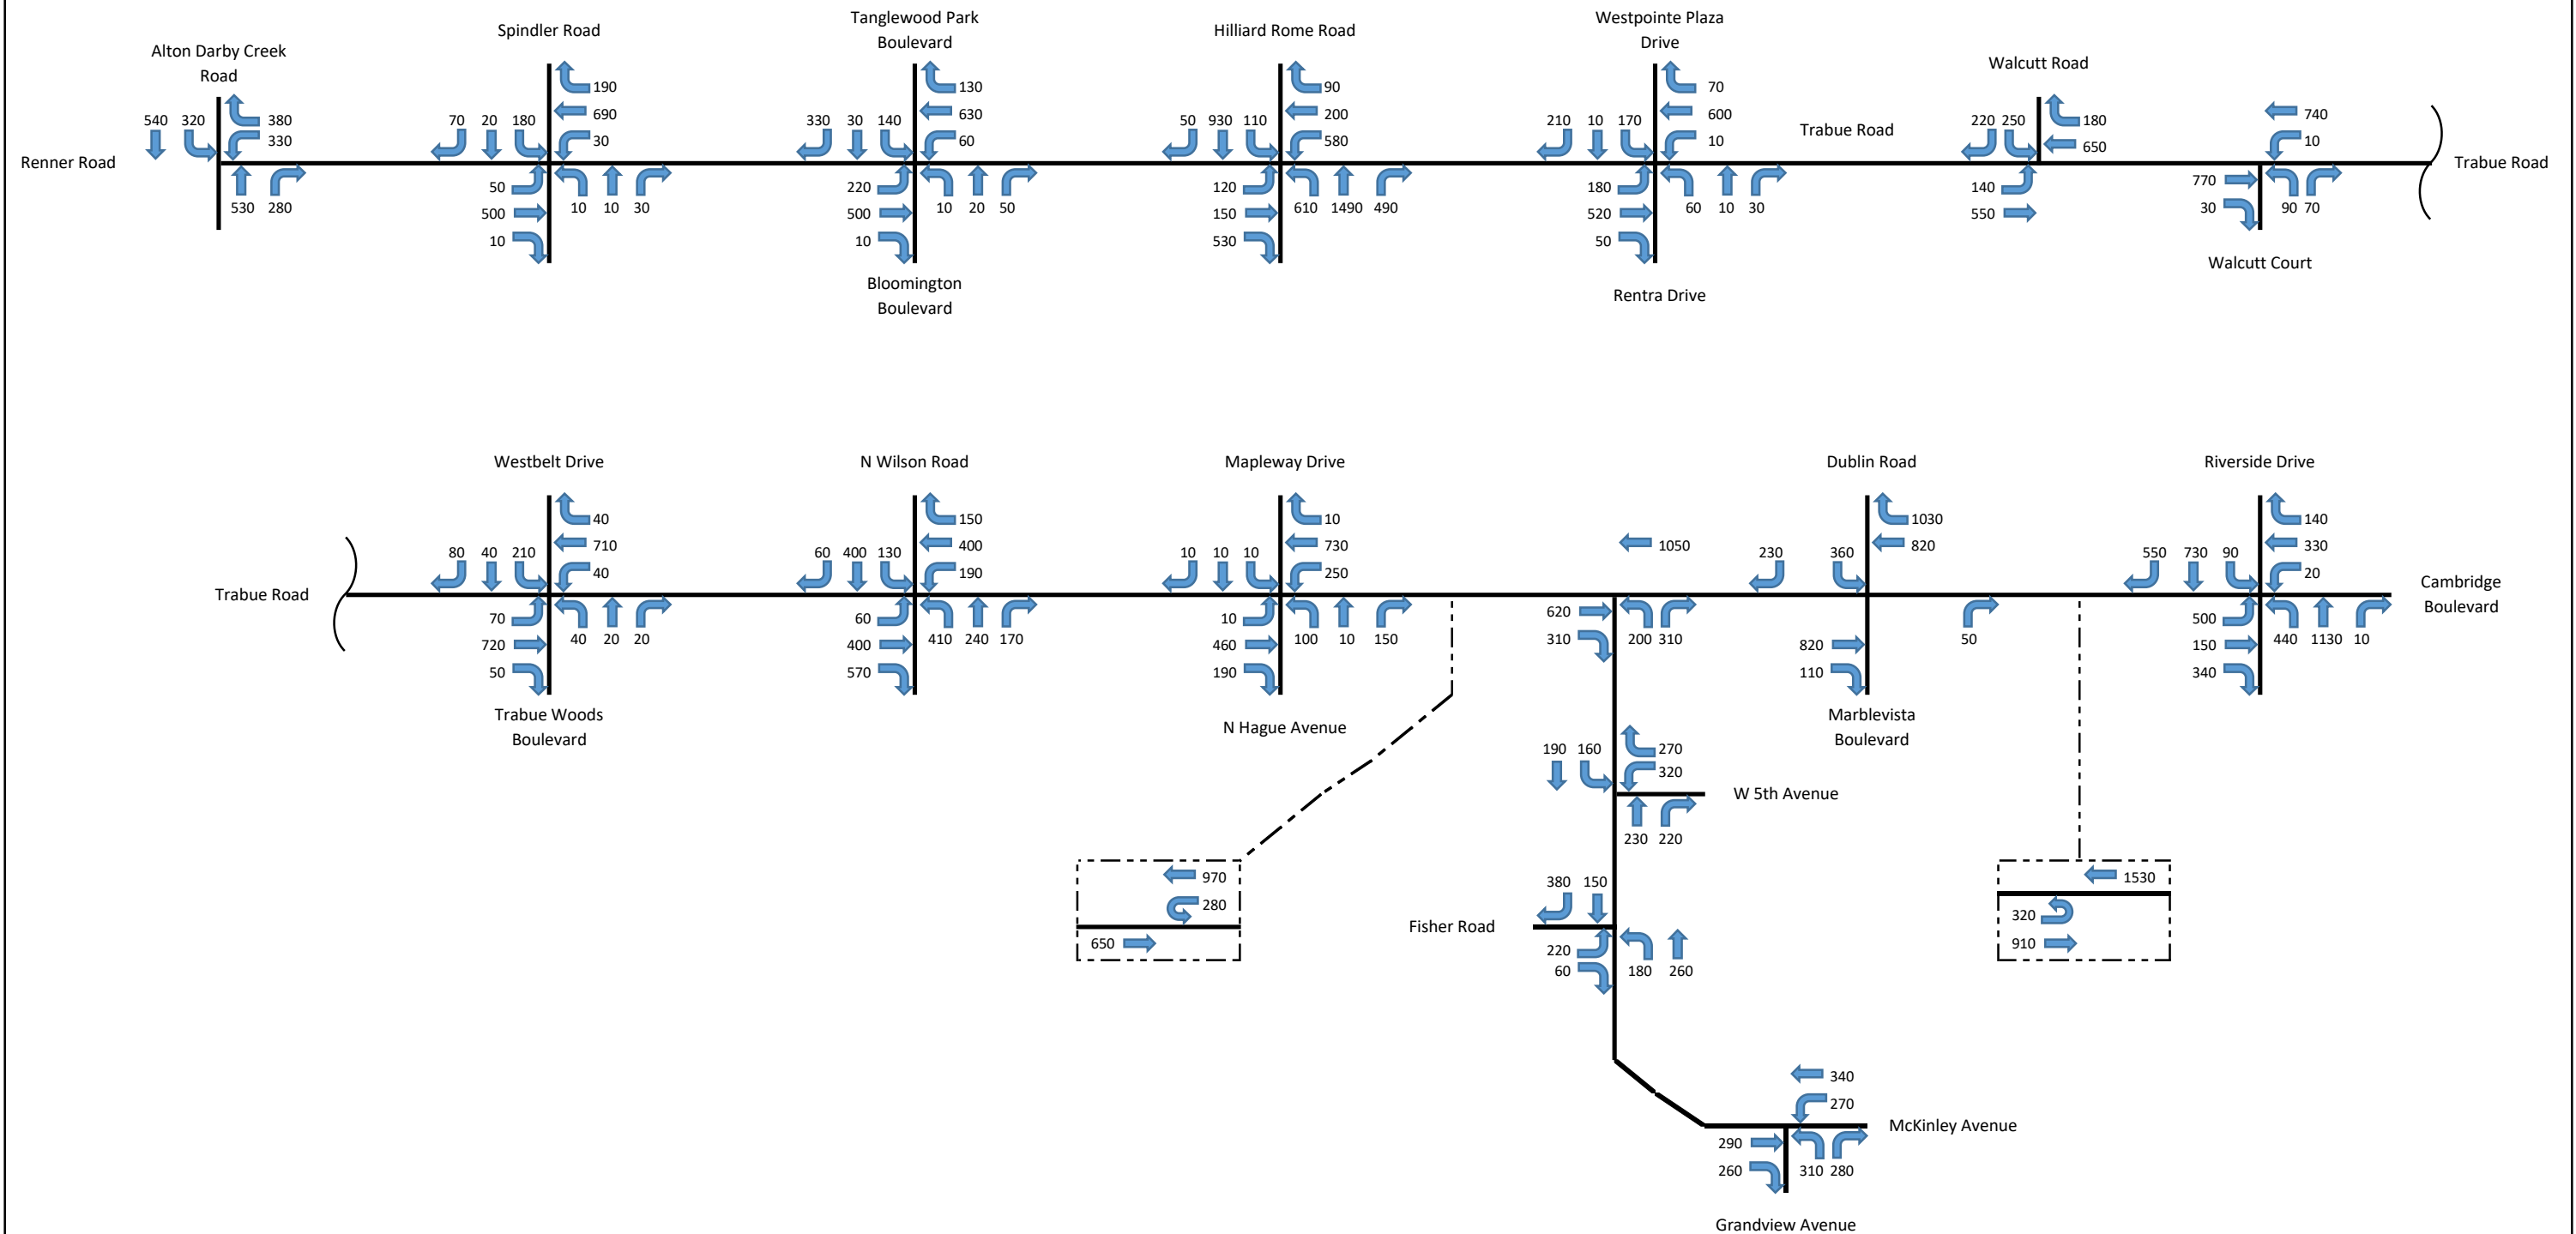 Alton Darby Creek
Road
540 320 380
330
Renner Road
530 280
Spindler Road
190
690
70 20 180 30
50
500
10
10 10 30
Tanglewood Park
Boulevard
130
630
330 30 140 60
220
500
10
10 20 50
Bloomington
Boulevard
Hilliard Rome Road
90
200
50 930 110 580
120
150
530
610 1490 490
Westpointe Plaza
Drive
70
600
210 10 170 10
180
520
50
60 10 30
Rentra Drive
Trabue Road
Walcutt Road
220 250 180
650
140
550
740
10
Trabue Road
770
30
90 70
Walcutt Court
Trabue Road
Westbelt Drive
40
710
80 40 210 40
70
720
50
40 20 20
Trabue Woods
Boulevard
N Wilson Road
150
400
60 400 130 190
60
400
570
410 240 170
Mapleway Drive
10
730
10 10 10 250
10
460
190
100 10 150
N Hague Avenue
1050
620
310
200 310
Dublin Road
1030
820
230 360
820
110
50
Marblevista
Boulevard
Riverside Drive
140
330
550 730 90 20
500
150
340
440 1130 10
Cambridge
Boulevard
190 160 270
320
W 5th Avenue
230 220
970
280
650
1530
320
910
380 150
Fisher Road
220
60
180 260
340
270
McKinley Avenue
290
260
310 280
Grandview Avenue